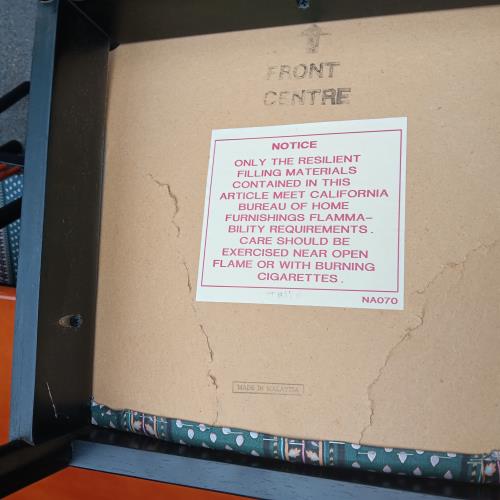 FRONT
CENTRE
NOTICE
ONLY THE RESILIENT
FILLING MATERIALS
CONTAINED IN THIS
ARTICLE MEET CALIFORNIA
BUREAU OF HOME
FURNISHINGS FLAMMA-
BILITY REQUIREMENTS.
CARE SHOULD BE
EXERCISED NEAR OPEN
FLAME OR WITH BURNING
CIGARETTES.
NA070
MADE IN MALAYSIA